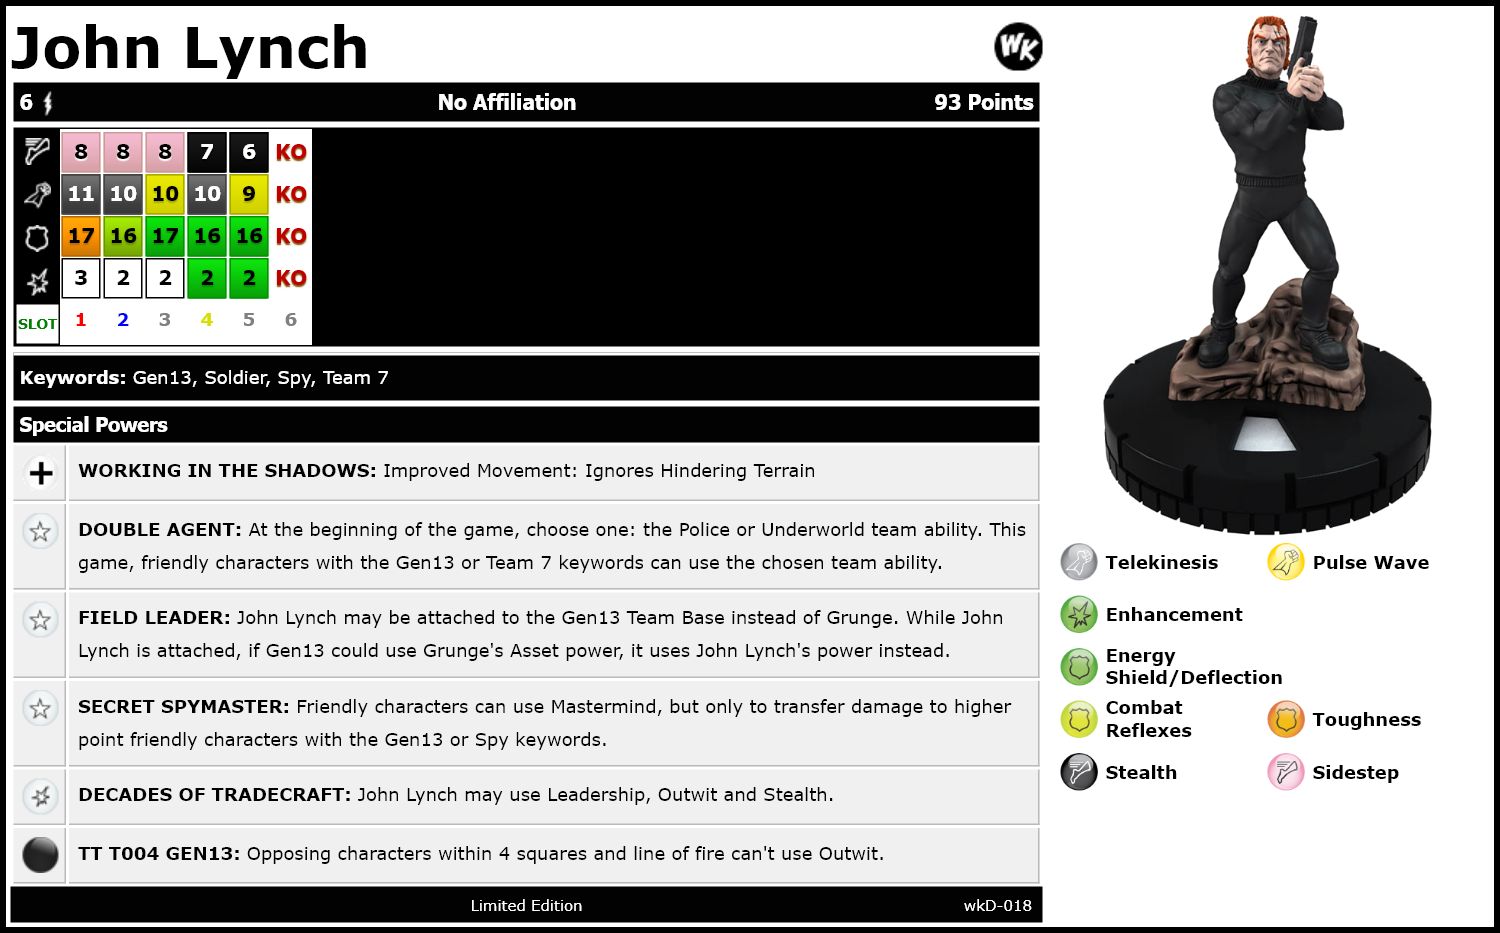 John Lynch
WK
6 No Affiliation 93 Points
8 8 8 7 6 KO
11 10 10 10 9 KO
17 16 17 16 16 KO
3 2 2 2 2 KO
SLOT 1 2 3 4 5 6
Keywords: Gen13, Soldier, Spy, Team 7
Special Powers
WORKING IN THE SHADOWS: Improved Movement: Ignores Hindering Terrain
DOUBLE AGENT: At the beginning of the game, choose one: the Police or Underworld team ability. This
game, friendly characters with the Gen13 or Team 7 keywords can use the chosen team ability.
FIELD LEADER: John Lynch may be attached to the Gen13 Team Base instead of Grunge. While John
Lynch is attached, if Gen13 could use Grunge's Asset power, it uses John Lynch's power instead.
SECRET SPYMASTER: Friendly characters can use Mastermind, but only to transfer damage to higher
point friendly characters with the Gen13 or Spy keywords.
DECADES OF TRADECRAFT: John Lynch may use Leadership, Outwit and Stealth.
TT T004 GEN13: Opposing characters within 4 squares and line of fire can't use Outwit.
Limited Edition wkD-018
Telekinesis Pulse Wave
Enhancement
Energy
Shield/Deflection
Combat
Reflexes Toughness
Stealth Sidestep